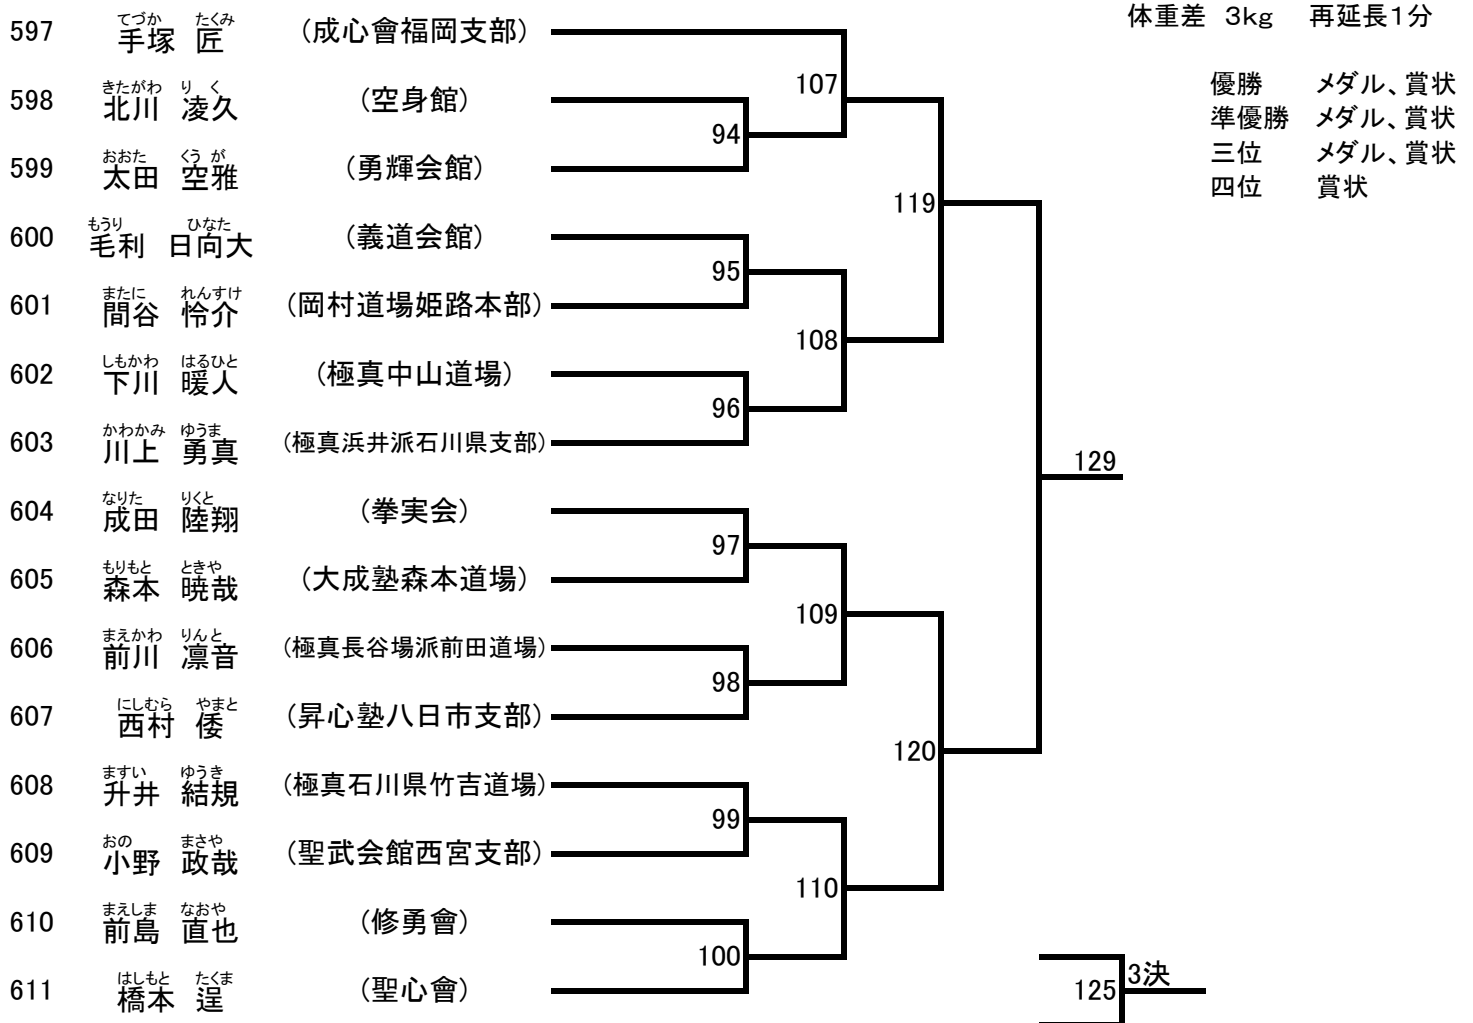 体重差 3kg 再延長1分
優勝 メダル、賞状
準優勝 メダル、賞状
三位 メダル、賞状
四位 賞状
てづか たくみ
597 手塚 匠 (成心會福岡支部)
107
きたがわ りく
598 北川 凌久 (空身館)
94
おおた くうが
599 太田 空雅 (勇輝会館)
119
もうり ひなた
600 毛利 日向大 (義道会館)
95
またに れんすけ
601 間谷 怜介 (岡村道場姫路本部)
108
しもかわ はるひと
602 下川 暖人 (極真中山道場)
96
かわかみ ゆうま
603 川上 勇真 (極真浜井派石川県支部)
129
なりた りくと
604 成田 陸翔 (拳実会)
97
もりもと ときや
605 森本 暁哉 (大成塾森本道場)
109
まえかわ りんと
606 前川 凛音 (極真長谷場派前田道場)
98
にしむら やまと
607 西村 倭 (昇心塾八日市支部)
120
ますい ゆうき
608 升井 結規 (極真石川県竹吉道場)
99
おの まさや
609 小野 政哉 (聖武会館西宮支部)
110
まえしま なおや
610 前島 直也 (修勇會)
100
はしもと たくま
611 橋本 逞 (聖心會)
125 3決